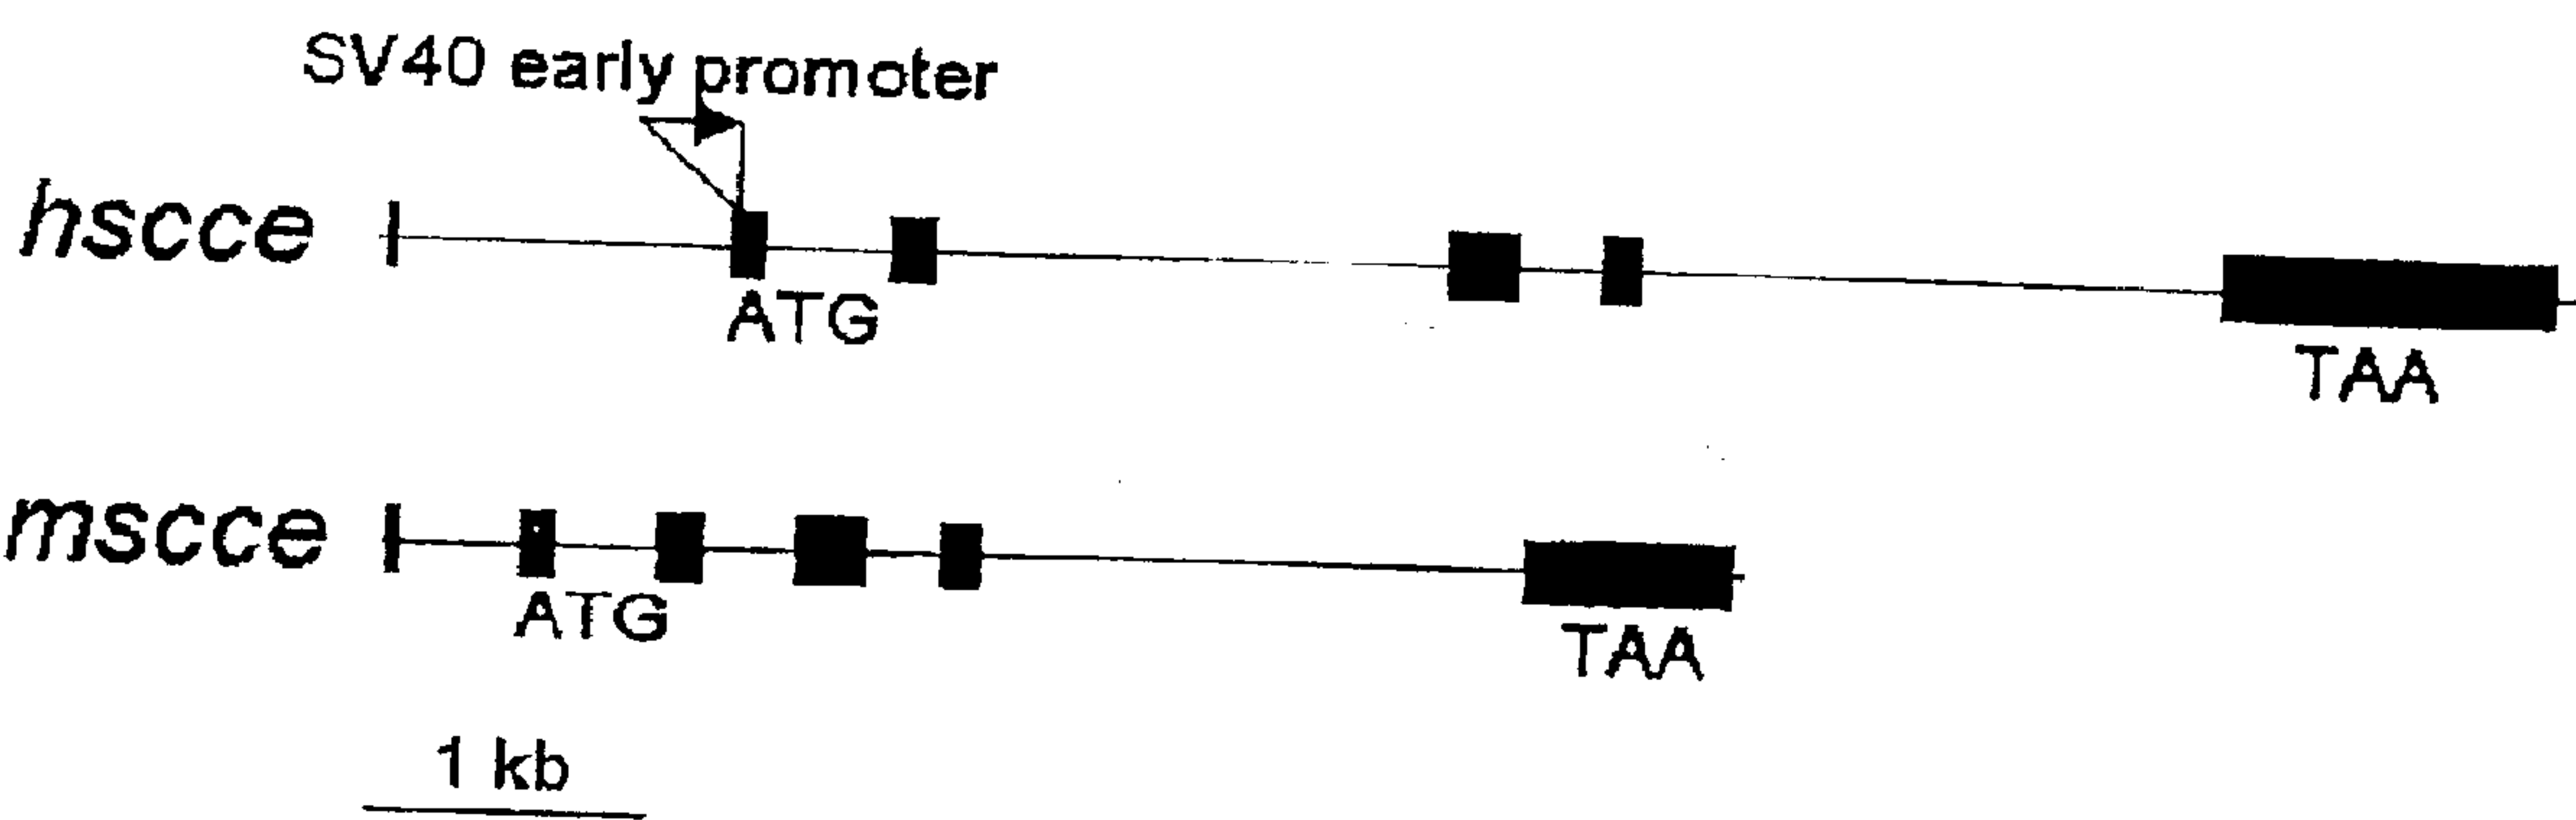 SV40 early promoter
hscce
ATG
TAA
mscce
ATG
TAA
1 kb